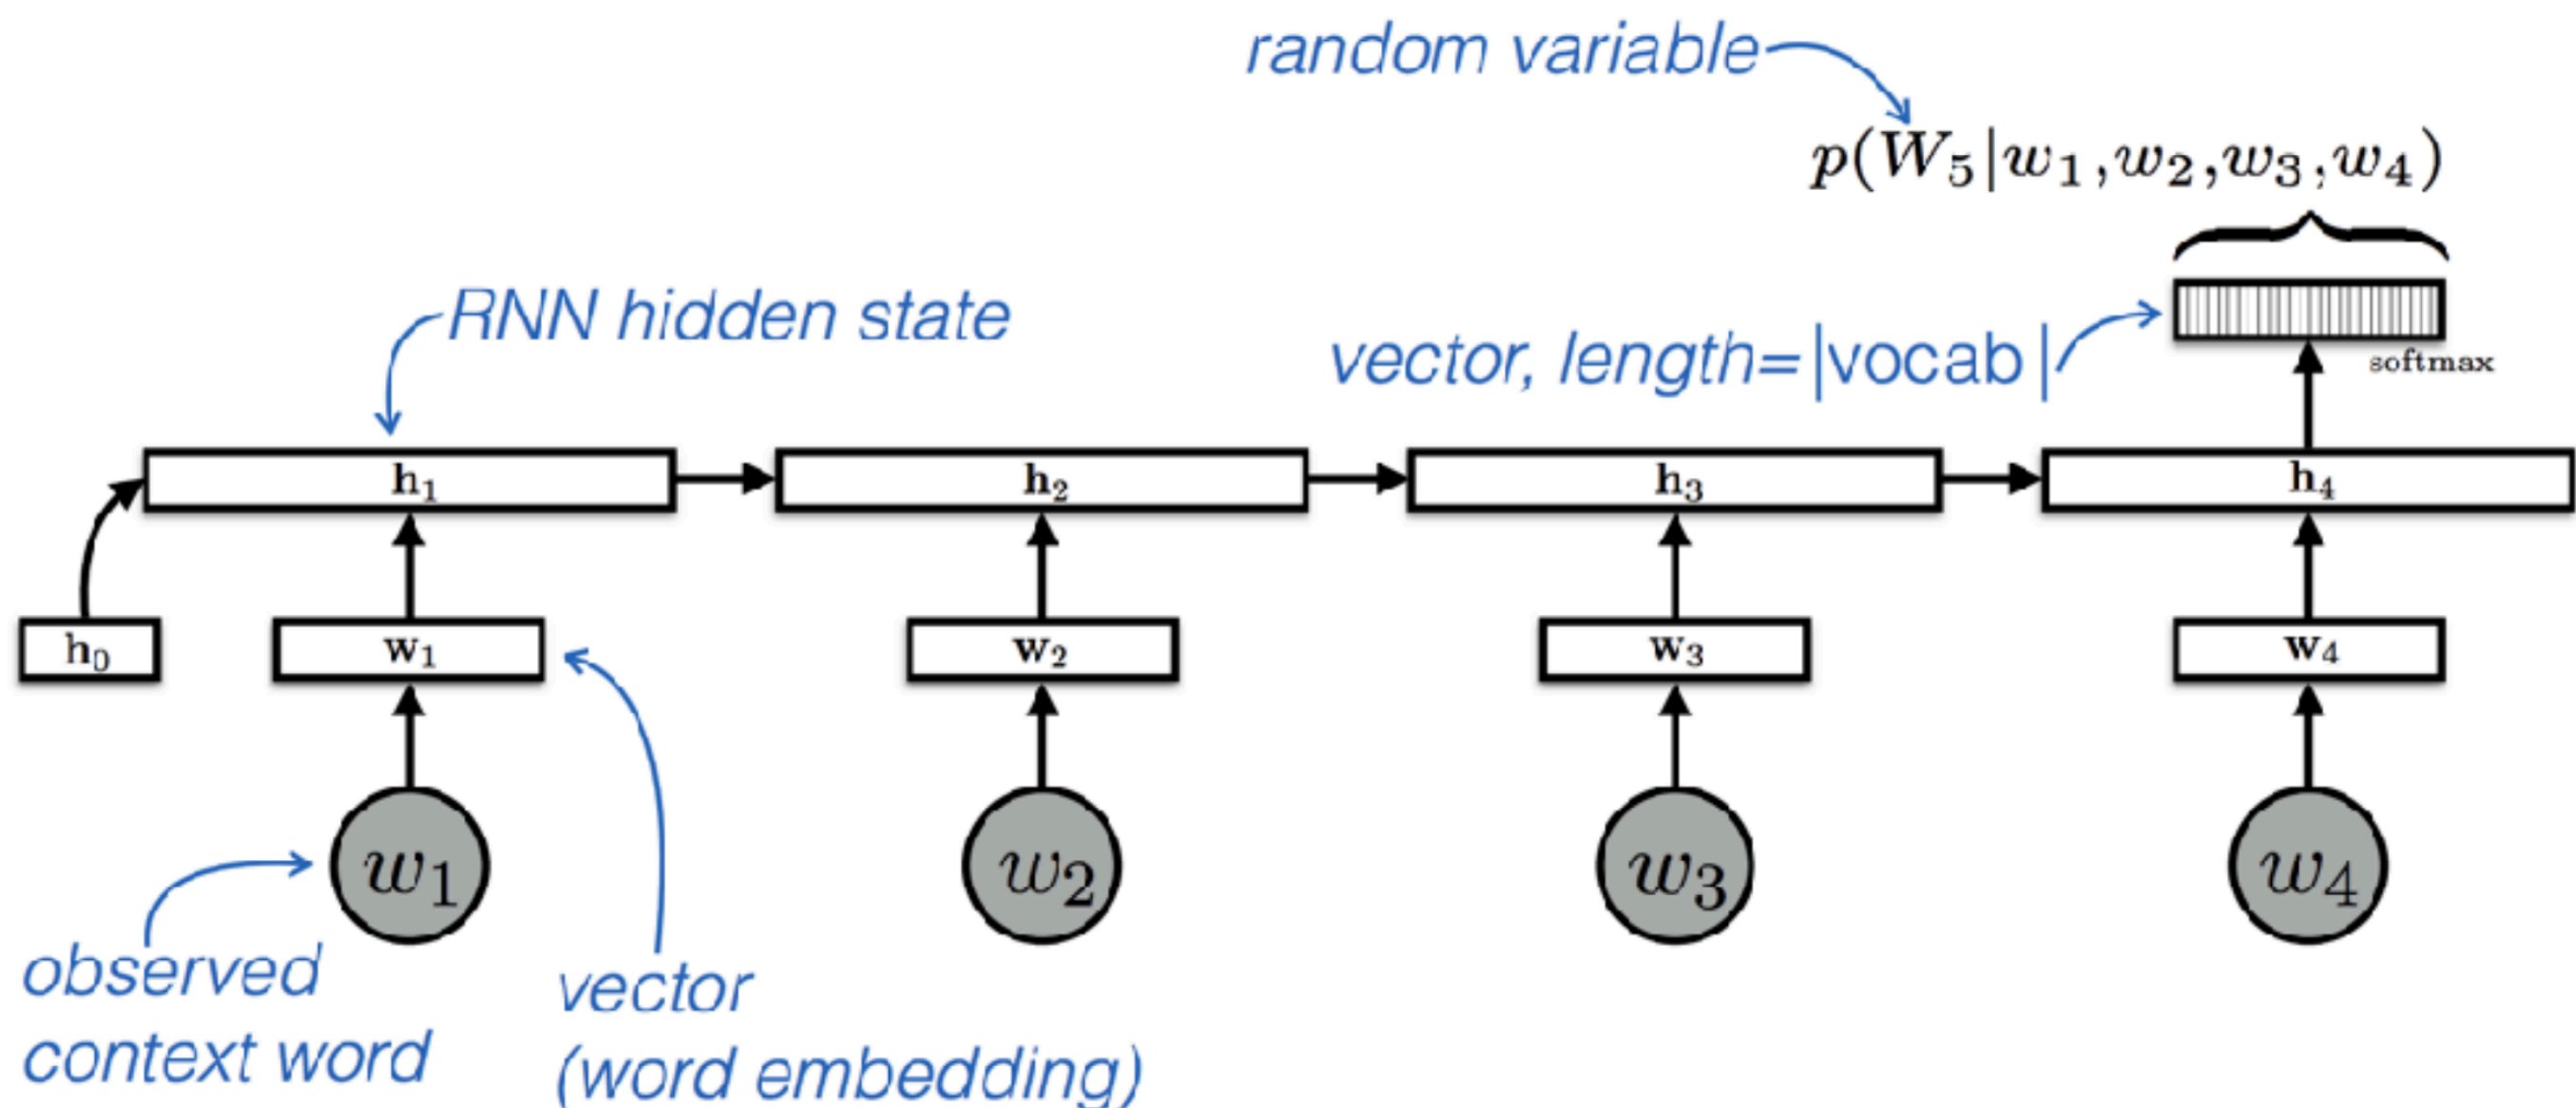 random variable
p(W₅|w₁,w₂,w₃,w₄)
RNN hidden state
vector, length=|vocab|
softmax
h₁ h₂ h₃ h₄
h₀ w₁ w₂ w₃ w₄
w₁ w₂ w₃ w₄
observed
context word
vector
(word embedding)